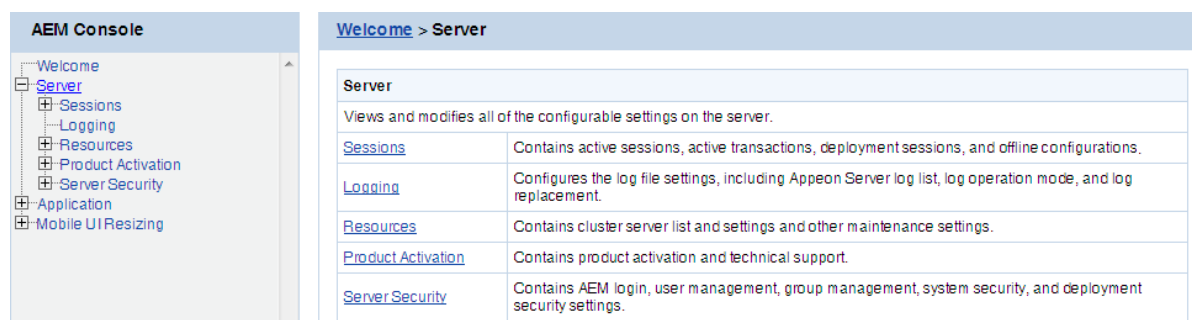 AEM Console
Welcome
Server
Sessions
Logging
Resources
Product Activation
Server Security
Application
Mobile UI Resizing
Welcome > Server
Server
Views and modifies all of the configurable settings on the server.
Sessions Contains active sessions, active transactions, deployment sessions, and offline configurations.
Logging Configures the log file settings, including Appeon Server log list, log operation mode, and log
replacement.
Resources Contains cluster server list and settings and other maintenance settings.
Product Activation Contains product activation and technical support.
Server Security Contains AEM login, user management, group management, system security, and deployment
security settings.